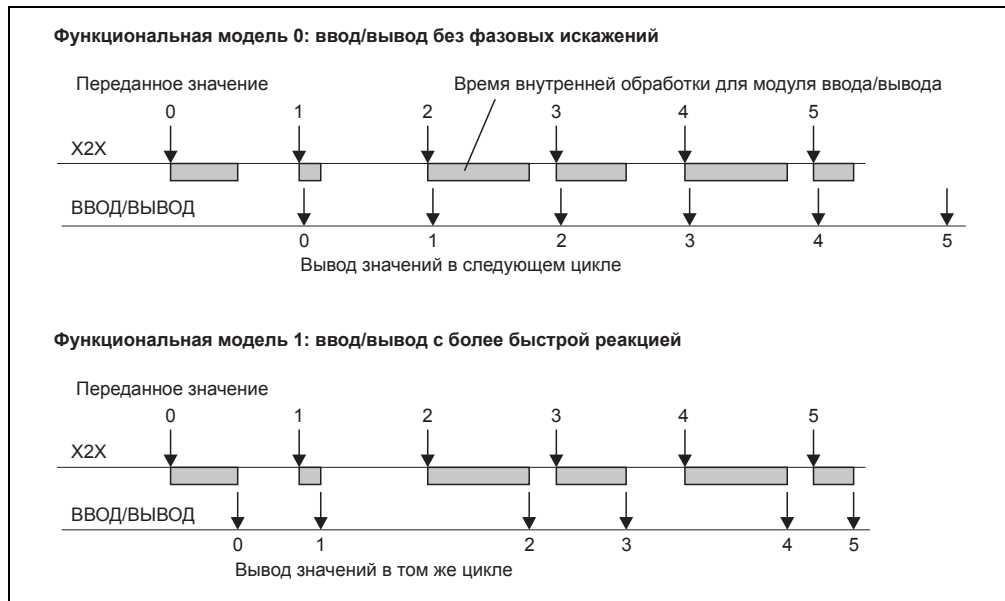 Функциональная модель 0: ввод/вывод без фазовых искажений
Переданное значение
Время внутренней обработки для модуля ввода/вывода
0 1 2 3 4 5
X2X
ВВОД/ВЫВОД
0 1 2 3 4 5
Вывод значений в следующем цикле
Функциональная модель 1: ввод/вывод с более быстрой реакцией
Переданное значение
0 1 2 3 4 5
X2X
ВВОД/ВЫВОД
0 1 2 3 4 5
Вывод значений в том же цикле